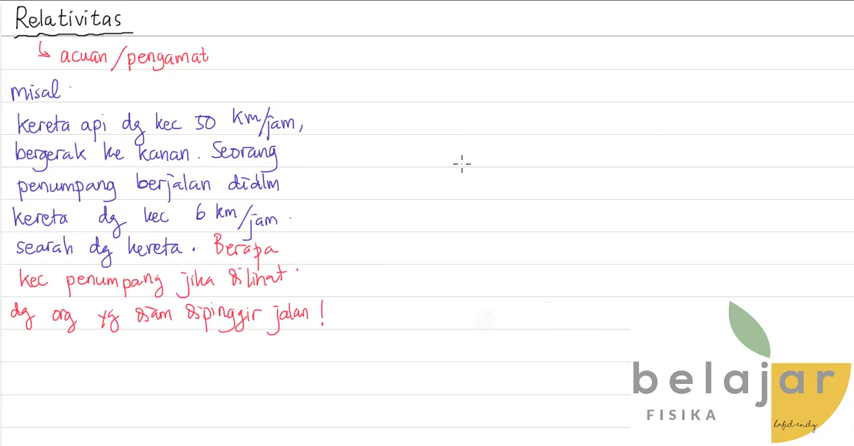 Relativitas
↳ acuan/pengamat
misal
kereta api dg kec 50 km/jam,
bergerak ke kanan. Seorang
penumpang berjalan didlm
kereta dg kec 6 km/jam
searah dg kereta. Berapa
kec penumpang jika dilihat
dg org yg diam dipinggir jalan!
belajar
FISIKA
hafid endy